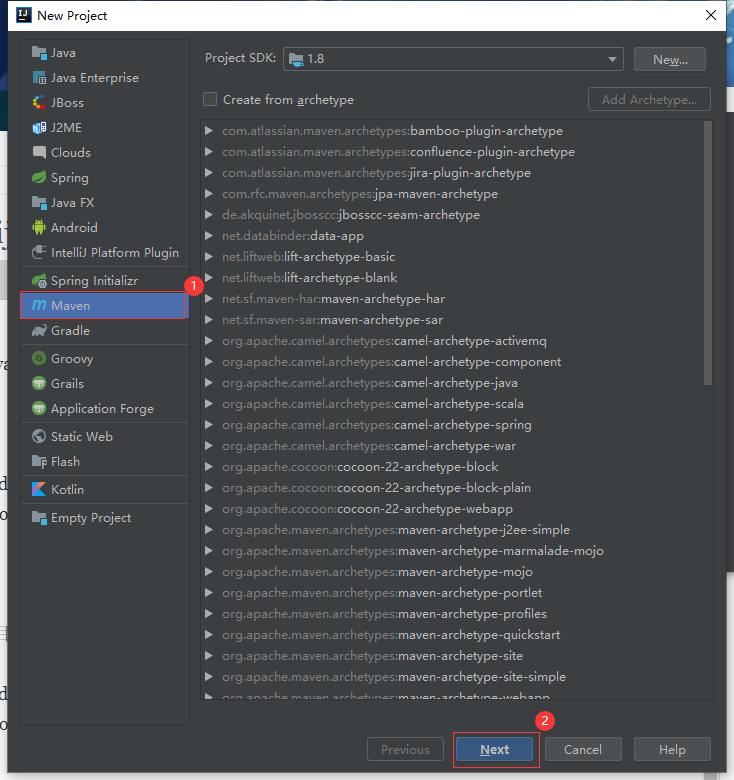 New Project
Java
Java Enterprise
JBoss
J2ME
Clouds
Spring
Java FX
Android
IntelliJ Platform Plugin
Spring Initializr
1
Maven
Gradle
Groovy
Grails
Application Forge
Static Web
Flash
Kotlin
Empty Project
Project SDK: 1.8 New...
Create from archetype Add Archetype...
com.atlassian.maven.archetypes:bamboo-plugin-archetype
com.atlassian.maven.archetypes:confluence-plugin-archetype
com.atlassian.maven.archetypes:jira-plugin-archetype
com.rfc.maven.archetypes:jpa-maven-archetype
de.akquinet.jbosscc:jbosscc-seam-archetype
net.databinder:data-app
net.liftweb:lift-archetype-basic
net.liftweb:lift-archetype-blank
net.sf.maven-har:maven-archetype-har
net.sf.maven-sar:maven-archetype-sar
org.apache.camel.archetypes:camel-archetype-activemq
org.apache.camel.archetypes:camel-archetype-component
org.apache.camel.archetypes:camel-archetype-java
org.apache.camel.archetypes:camel-archetype-scala
org.apache.camel.archetypes:camel-archetype-spring
org.apache.camel.archetypes:camel-archetype-war
org.apache.cocoon:cocoon-22-archetype-block
org.apache.cocoon:cocoon-22-archetype-block-plain
org.apache.cocoon:cocoon-22-archetype-webapp
org.apache.maven.archetypes:maven-archetype-j2ee-simple
org.apache.maven.archetypes:maven-archetype-marmalade-mojo
org.apache.maven.archetypes:maven-archetype-mojo
org.apache.maven.archetypes:maven-archetype-portlet
org.apache.maven.archetypes:maven-archetype-profiles
org.apache.maven.archetypes:maven-archetype-quickstart
org.apache.maven.archetypes:maven-archetype-site
org.apache.maven.archetypes:maven-archetype-site-simple
org.apache.maven.archetypes:maven-archetype-webapp
2
Previous Next Cancel Help